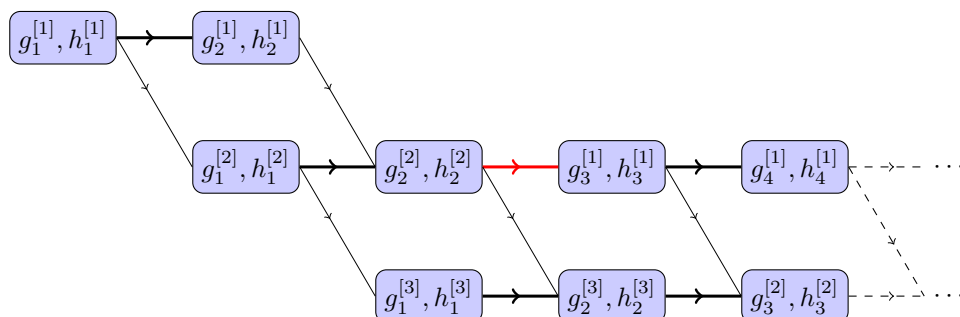 $g_1^{[1]}, h_1^{[1]}$ $g_2^{[1]}, h_2^{[1]}$
$g_1^{[2]}, h_1^{[2]}$ $g_2^{[2]}, h_2^{[2]}$ $g_3^{[1]}, h_3^{[1]}$ $g_4^{[1]}, h_4^{[1]}$ ⋯
$g_1^{[3]}, h_1^{[3]}$ $g_2^{[3]}, h_2^{[3]}$ $g_3^{[2]}, h_3^{[2]}$ ⋯